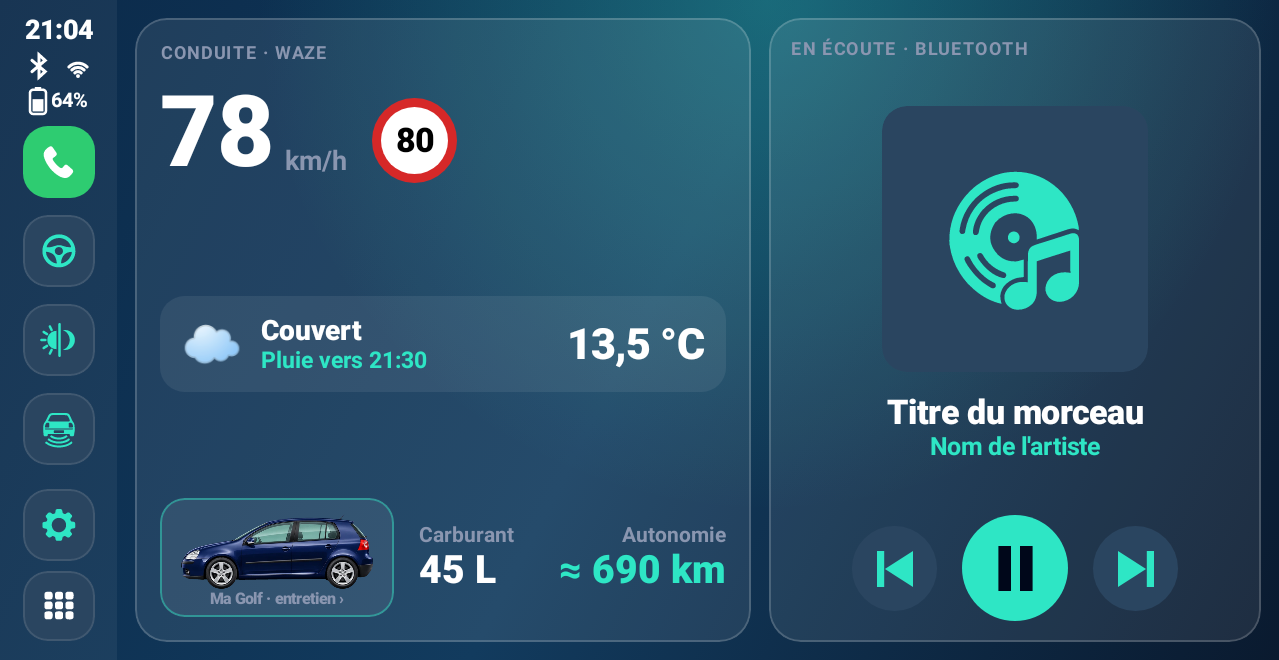 21:04
64%
CONDUITE · WAZE
78 km/h
80
Couvert
Pluie vers 21:30
13,5 °C
Ma Golf · entretien ›
Carburant
45 L
Autonomie
≈ 690 km
EN ÉCOUTE · BLUETOOTH
Titre du morceau
Nom de l'artiste